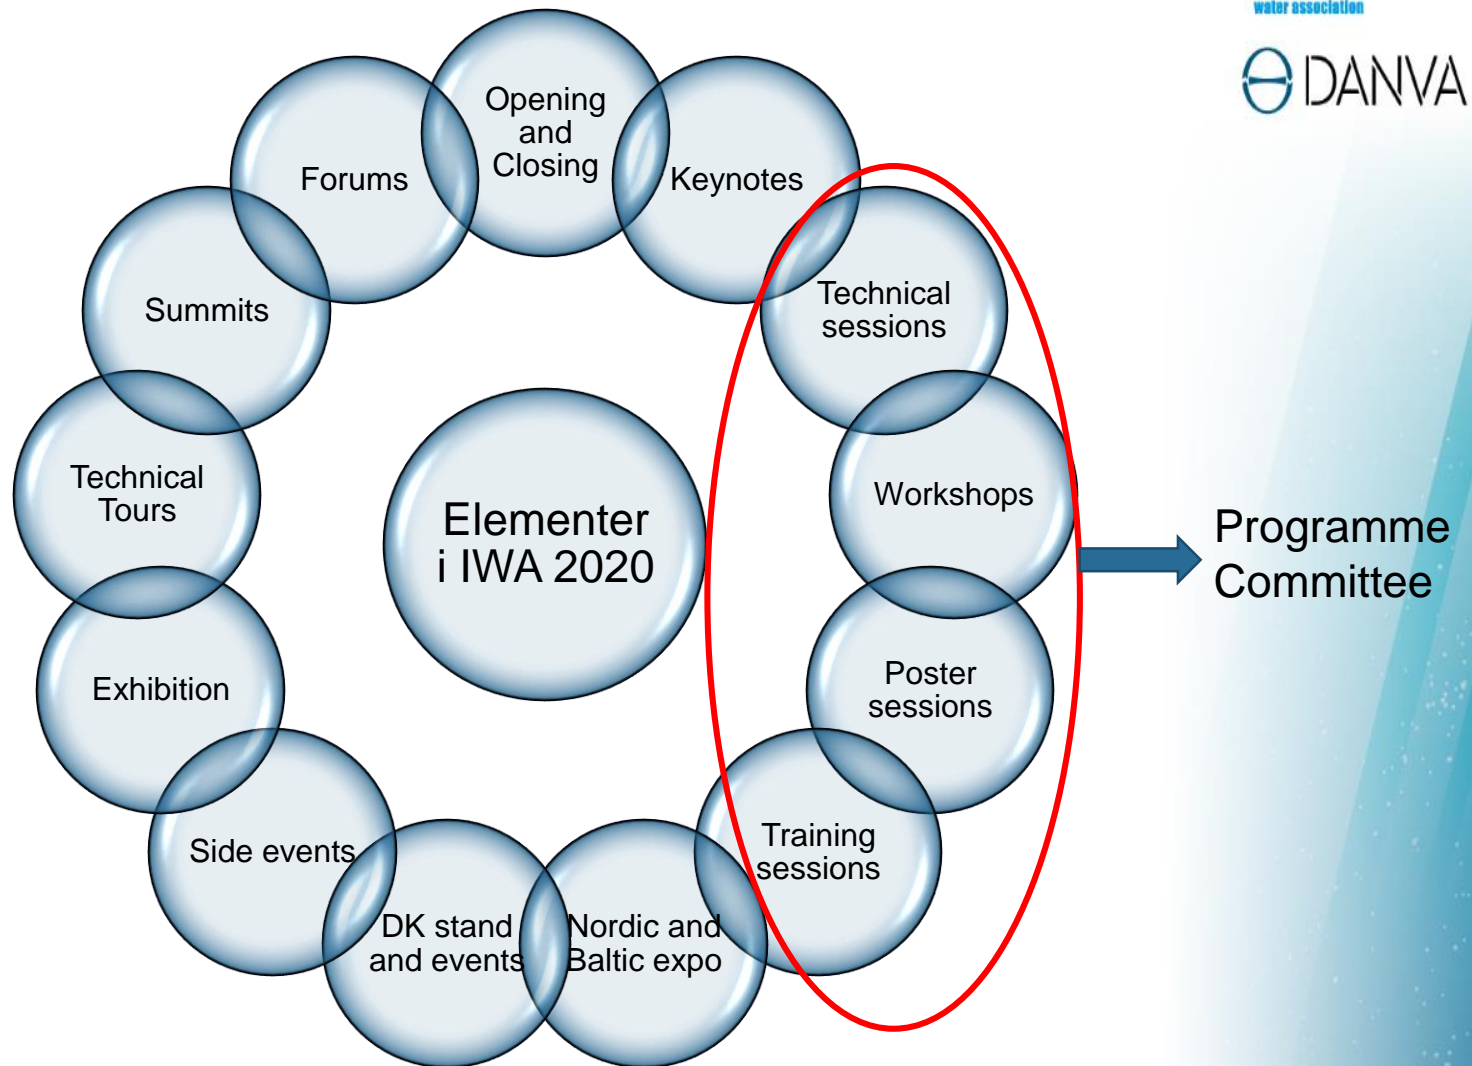 water association
DANVA
Opening
and
Closing
Keynotes
Technical
sessions
Workshops
Poster
sessions
Training
sessions
Nordic and
Baltic expo
DK stand
and events
Side events
Exhibition
Technical
Tours
Summits
Forums
Elementer
i IWA 2020
Programme
Committee